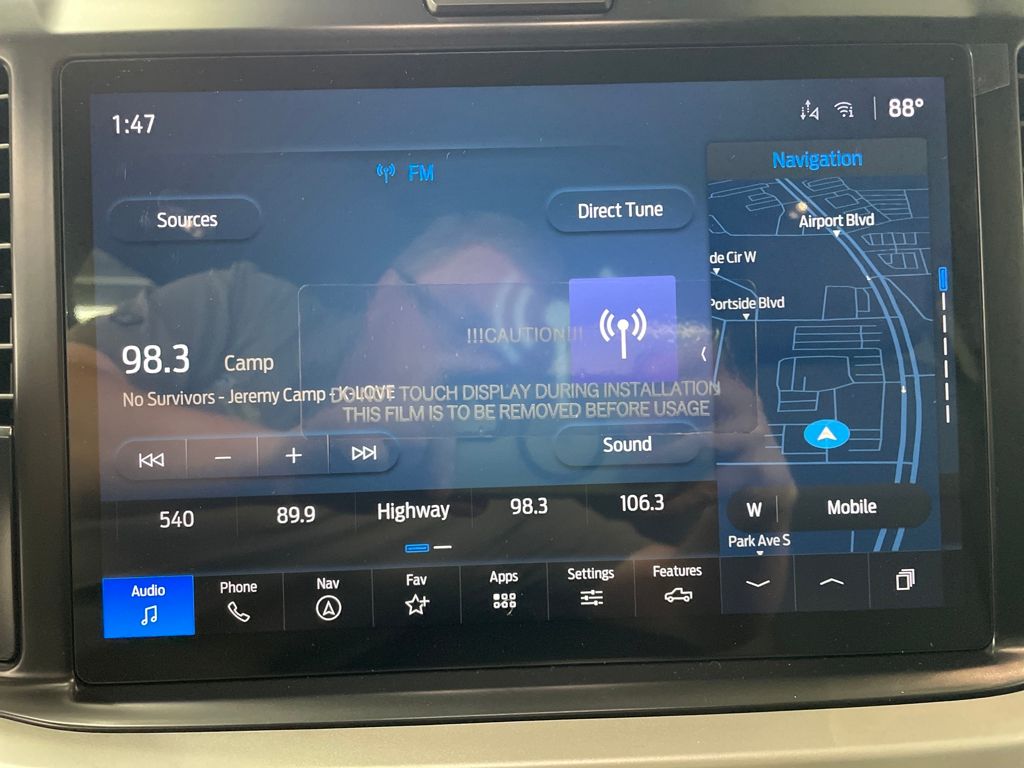 1:47
88°
FM
Navigation
Sources
Direct Tune
Airport Blvd
de Cir W
Portside Blvd
!!!CAUTION!!!
98.3
Camp
No Survivors - Jeremy Camp - K-LOVE
TOUCH DISPLAY DURING INSTALLATION
THIS FILM IS TO BE REMOVED BEFORE USAGE
Sound
540
89.9
Highway
98.3
106.3
W
Mobile
Park Ave S
Audio
Phone
Nav
Fav
Apps
Settings
Features